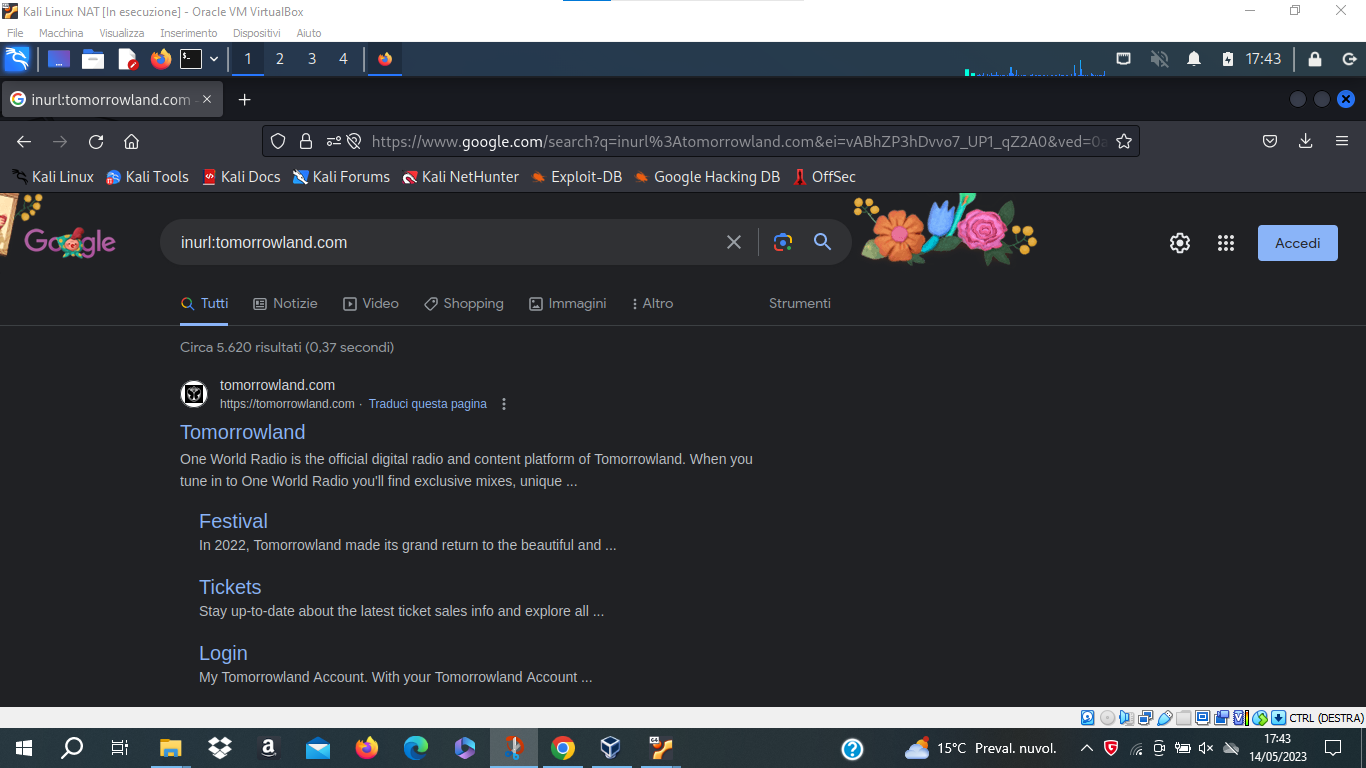 Kali Linux NAT [In esecuzione] - Oracle VM VirtualBox
File Macchina Visualizza Inserimento Dispositivi Aiuto
1 2 3 4 17:43
inurl:tomorrowland.com -
https://www.google.com/search?q=inurl%3Atomorrowland.com&ei=vABhZP3hDvvo7_UP1_qZ2A0&ved=0a
Kali Linux Kali Tools Kali Docs Kali Forums Kali NetHunter Exploit-DB Google Hacking DB OffSec
Google inurl:tomorrowland.com Accedi
Tutti Notizie Video Shopping Immagini Altro Strumenti
Circa 5.620 risultati (0,37 secondi)
tomorrowland.com
https://tomorrowland.com · Traduci questa pagina
Tomorrowland
One World Radio is the official digital radio and content platform of Tomorrowland. When you
tune in to One World Radio you'll find exclusive mixes, unique ...
Festival
In 2022, Tomorrowland made its grand return to the beautiful and ...
Tickets
Stay up-to-date about the latest ticket sales info and explore all ...
Login
My Tomorrowland Account. With your Tomorrowland Account ...
CTRL (DESTRA)
15°C Preval. nuvol. 17:43
14/05/2023